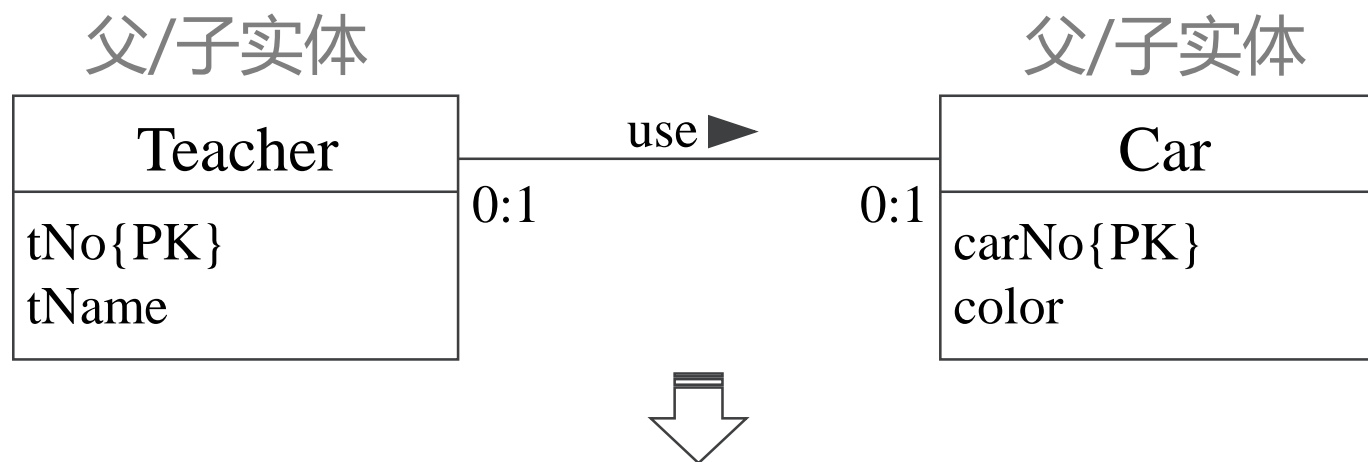 父/子实体
父/子实体
Teacher
use
Car
0:1
0:1
tNo{PK}
tName
carNo{PK}
color